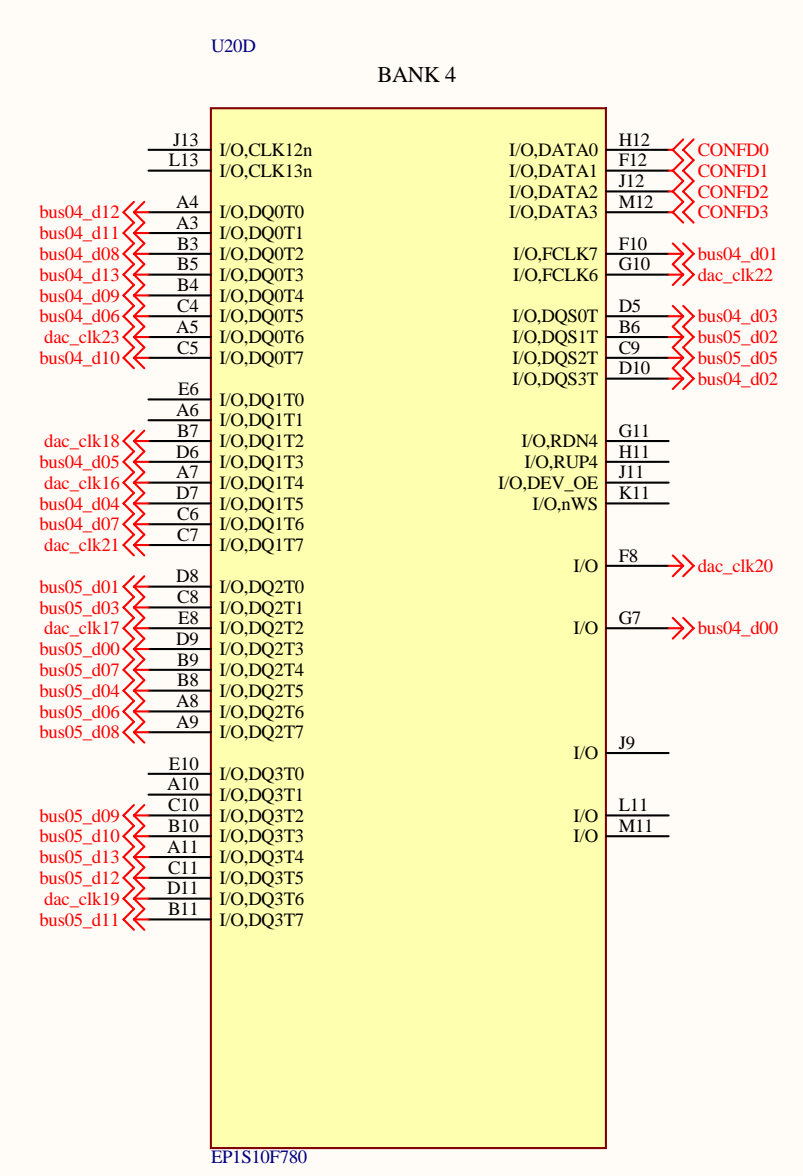 U20D
BANK 4
J13 I/O,CLK12n
L13 I/O,CLK13n
bus04_d12 A4 I/O,DQ0T0
bus04_d11 A3 I/O,DQ0T1
bus04_d08 B3 I/O,DQ0T2
bus04_d13 B5 I/O,DQ0T3
bus04_d09 B4 I/O,DQ0T4
bus04_d06 C4 I/O,DQ0T5
dac_clk23 A5 I/O,DQ0T6
bus04_d10 C5 I/O,DQ0T7
E6 I/O,DQ1T0
A6 I/O,DQ1T1
dac_clk18 B7 I/O,DQ1T2
bus04_d05 D6 I/O,DQ1T3
dac_clk16 A7 I/O,DQ1T4
bus04_d04 D7 I/O,DQ1T5
bus04_d07 C6 I/O,DQ1T6
dac_clk21 C7 I/O,DQ1T7
bus05_d01 D8 I/O,DQ2T0
bus05_d03 C8 I/O,DQ2T1
dac_clk17 E8 I/O,DQ2T2
bus05_d00 D9 I/O,DQ2T3
bus05_d07 B9 I/O,DQ2T4
bus05_d04 B8 I/O,DQ2T5
bus05_d06 A8 I/O,DQ2T6
bus05_d08 A9 I/O,DQ2T7
E10 I/O,DQ3T0
A10 I/O,DQ3T1
bus05_d09 C10 I/O,DQ3T2
bus05_d10 B10 I/O,DQ3T3
bus05_d13 A11 I/O,DQ3T4
bus05_d12 C11 I/O,DQ3T5
dac_clk19 D11 I/O,DQ3T6
bus05_d11 B11 I/O,DQ3T7
I/O,DATA0 H12 CONFD0
I/O,DATA1 F12 CONFD1
I/O,DATA2 J12 CONFD2
I/O,DATA3 M12 CONFD3
I/O,FCLK7 F10 bus04_d01
I/O,FCLK6 G10 dac_clk22
I/O,DQS0T D5 bus04_d03
I/O,DQS1T B6 bus05_d02
I/O,DQS2T C9 bus05_d05
I/O,DQS3T D10 bus04_d02
I/O,RDN4 G11
I/O,RUP4 H11
I/O,DEV_OE J11
I/O,nWS K11
I/O F8 dac_clk20
I/O G7 bus04_d00
I/O J9
I/O L11
I/O M11
EP1S10F780